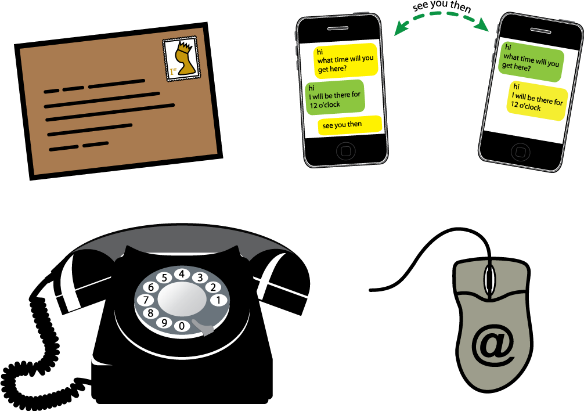 see you then
hi
what time will you
get here?
hi
I will be there for
12 o'clock
see you then
hi
what time will you
get here?
hi
I will be there for
12 o'clock
1st
5 4 3 2 1 6 7 8 9 0
@